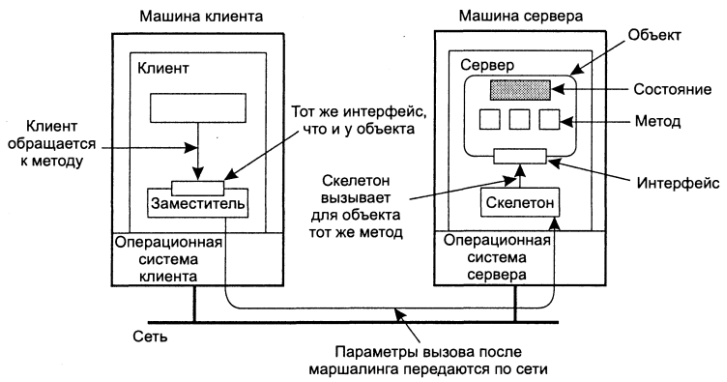 Машина клиента
Машина сервера
Клиент
Сервер
Объект
Состояние
Метод
Интерфейс
Клиент
обращается
к методу
Тот же интерфейс,
что и у объекта
Заместитель
Скелетон
вызывает
для объекта
тот же метод
Скелетон
Операционная
система
клиента
Операционная
система
сервера
Сеть
Параметры вызова после
маршалинга передаются по сети